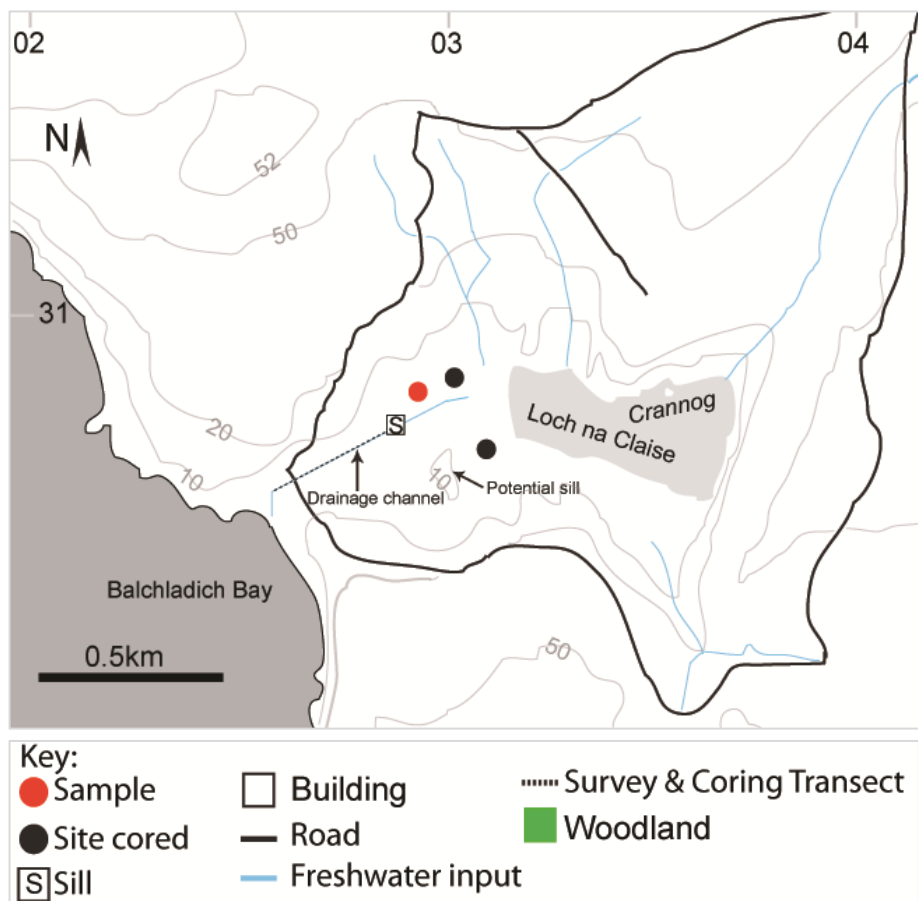 02
03
04
N
52
50
31
20
10
Loch na Claise
Crannog
S
10
Drainage channel
Potential sill
Balchladich Bay
0.5km
50
Key:
Sample
Building
Survey & Coring Transect
Site cored
Road
Woodland
S Sill
Freshwater input